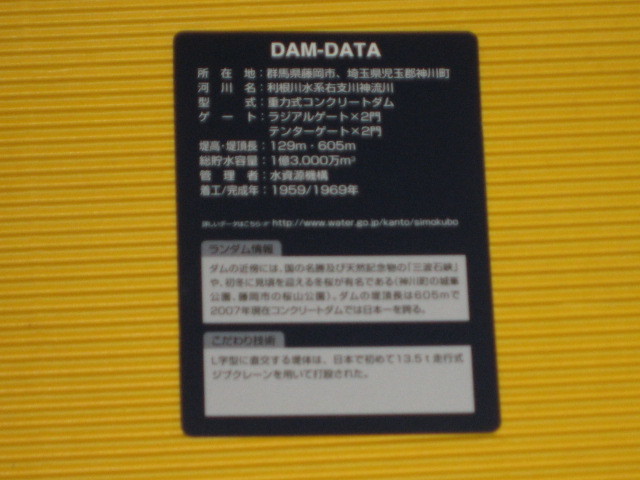 DAM-DATA
所在地：群馬県藤岡市、埼玉県児玉郡神川町
河川名：利根川水系右支川神流川
型式：重力式コンクリートダム
ゲート：ラジアルゲート×2門
テンターゲート×2門
堤高・堤頂長：129m・605m
総貯水容量：1億3,000万m³
管理者：水資源機構
着工/完成年：1959/1969年
詳しいデータはこちら☞ http://www.water.go.jp/kanto/simokubo
ランダム情報
ダムの近傍には、国の名勝及び天然記念物の「三波石峡」
や、初冬に見頃を迎える冬桜が有名である（神川町の城峯
公園、藤岡市の桜山公園）。ダムの堤頂長は605mで
2007年現在コンクリートダムでは日本一を誇る。
こだわり技術
L字型に直交する堤体は、日本で初めて13.5t走行式
ジブクレーンを用いて打設された。